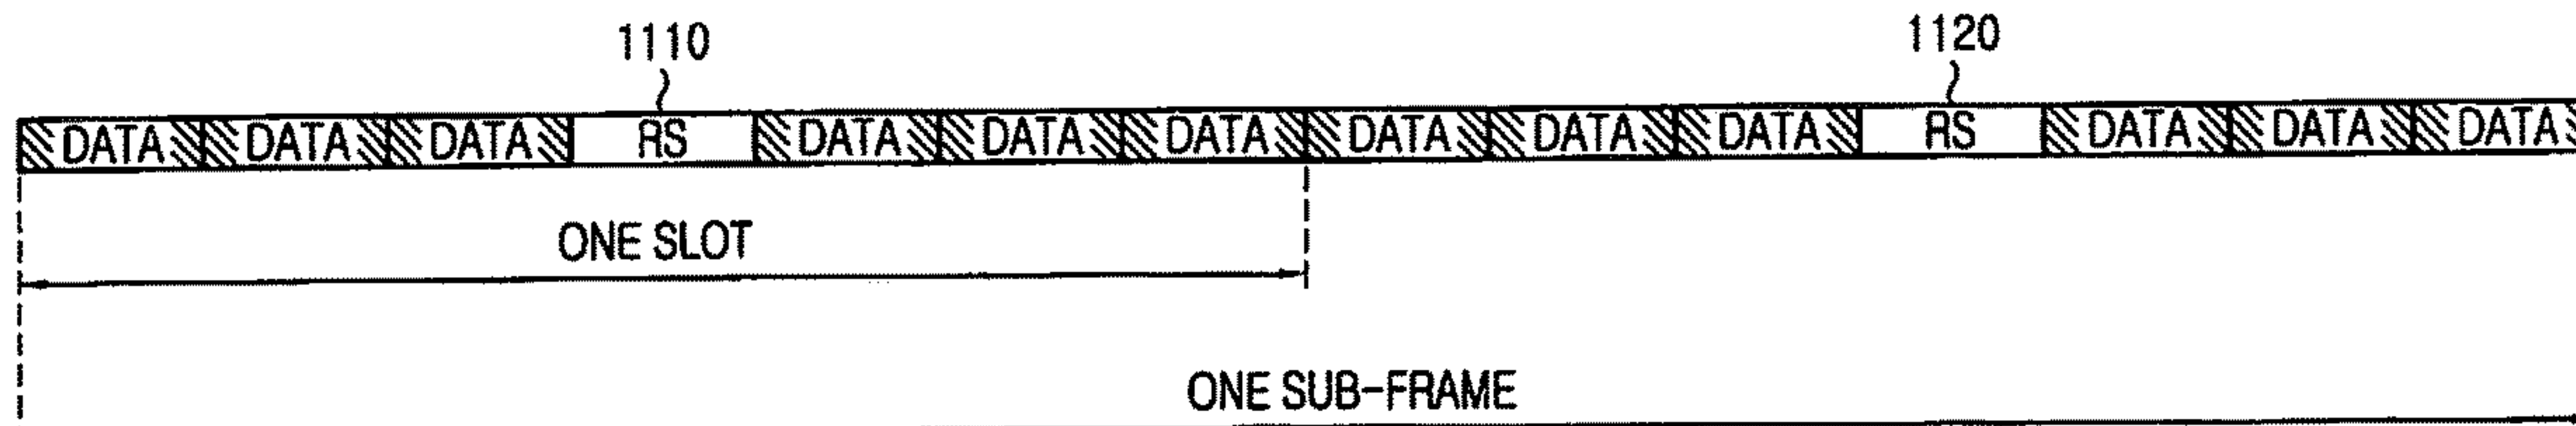 1110 1120
DATA DATA DATA RS DATA DATA DATA DATA DATA DATA RS DATA DATA DATA
ONE SLOT
ONE SUB-FRAME